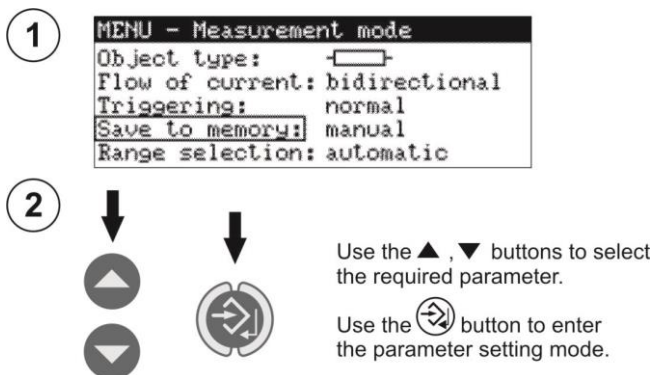 1
MENU - Measurement mode
Object type:
Flow of current: bidirectional
Triggering: normal
Save to memory: manual
Range selection: automatic
2
Use the ▲ , ▼ buttons to select
the required parameter.
Use the button to enter
the parameter setting mode.